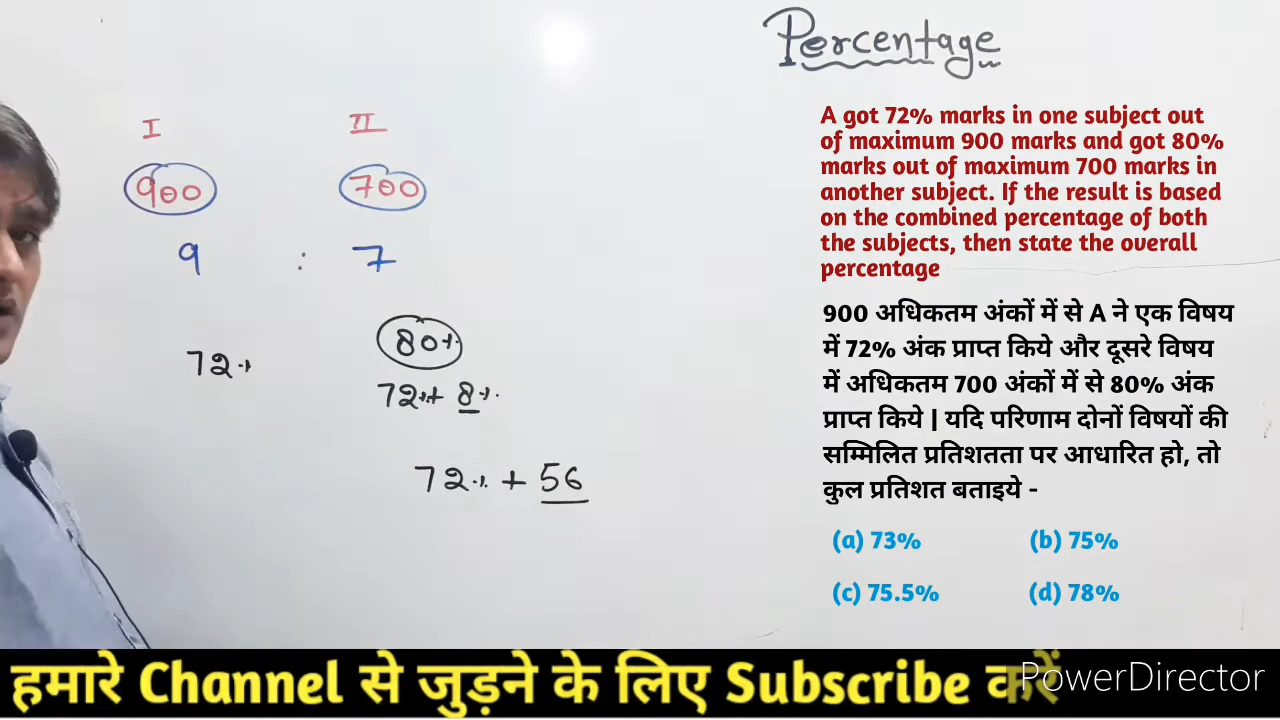 Percentage
I II
900 700
9 : 7
80%
72%
72% + 8%
72% + 56
A got 72% marks in one subject out
of maximum 900 marks and got 80%
marks out of maximum 700 marks in
another subject. If the result is based
on the combined percentage of both
the subjects, then state the overall
percentage
900 अधिकतम अंकों में से A ने एक विषय
में 72% अंक प्राप्त किये और दूसरे विषय
में अधिकतम 700 अंकों में से 80% अंक
प्राप्त किये | यदि परिणाम दोनों विषयों की
सम्मिलित प्रतिशतता पर आधारित हो, तो
कुल प्रतिशत बताइये -
(a) 73% (b) 75%
(c) 75.5% (d) 78%
हमारे Channel से जुड़ने के लिए Subscribe करें
PowerDirector